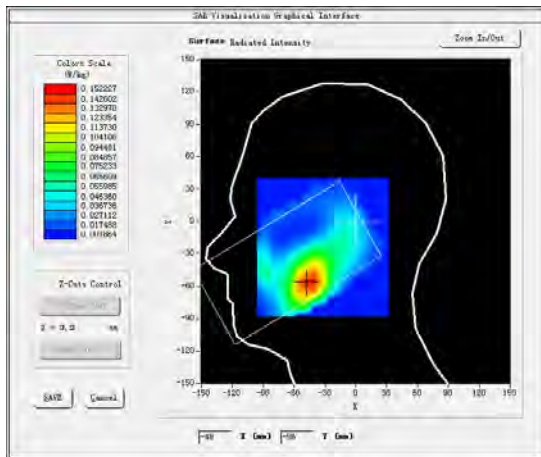 SAR Visualisation Graphical Interface
Surface Radiated Intensity
Zoom In/Out
Colors Scale
(W/kg)
0.152227
0.142602
0.132978
0.123354
0.113730
0.104106
0.094481
0.084857
0.075233
0.065609
0.055985
0.046360
0.036736
0.027112
0.017488
0.007864
150
120
90
60
30
0
-30
-60
-90
-120
-150
Y
-150 -120 -90 -60 -30 0 30 60 90 120 150
X
Z-Cuts Control
SAVE
Cancel
X (mm)
Y (mm)